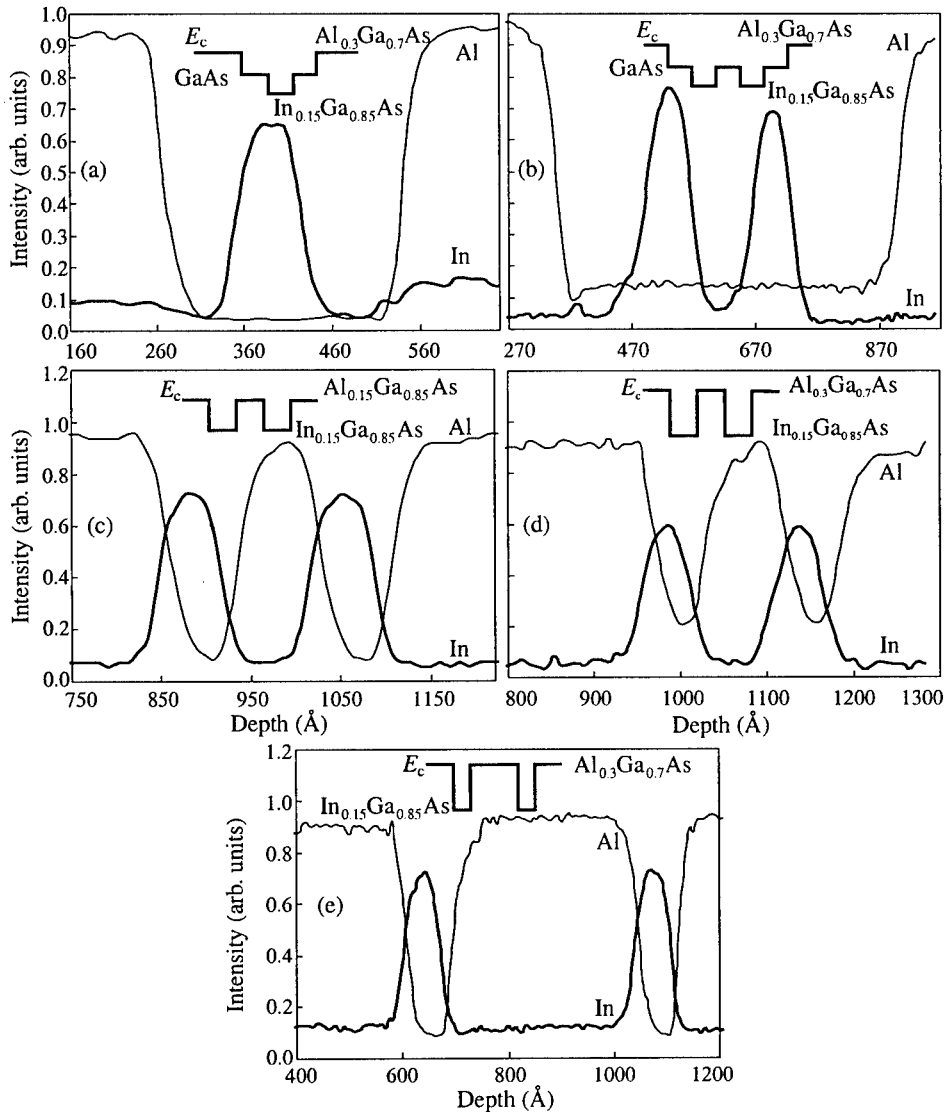 Intensity (arb. units)
1.0
0.9
0.8
0.7
0.6
0.5
0.4
0.3
0.2
0.1
0.0
(a)
E_c
Al_0.3Ga_0.7As
GaAs
In_0.15Ga_0.85As
Al
In
160
260
360
460
560
(b)
E_c
Al_0.3Ga_0.7As
GaAs
In_0.15Ga_0.85As
Al
In
270
470
670
870
Intensity (arb. units)
1.2
1.0
0.8
0.6
0.4
0.2
0.0
(c)
E_c
Al_0.15Ga_0.85As
In_0.15Ga_0.85As
Al
In
750
850
950
1050
1150
Depth (Å)
(d)
E_c
Al_0.3Ga_0.7As
In_0.15Ga_0.85As
Al
In
800
900
1000
1100
1200
1300
Depth (Å)
Intensity (arb. units)
1.2
1.0
0.8
0.6
0.4
0.2
0.0
(e)
E_c
Al_0.3Ga_0.7As
In_0.15Ga_0.85As
Al
In
400
600
800
1000
1200
Depth (Å)